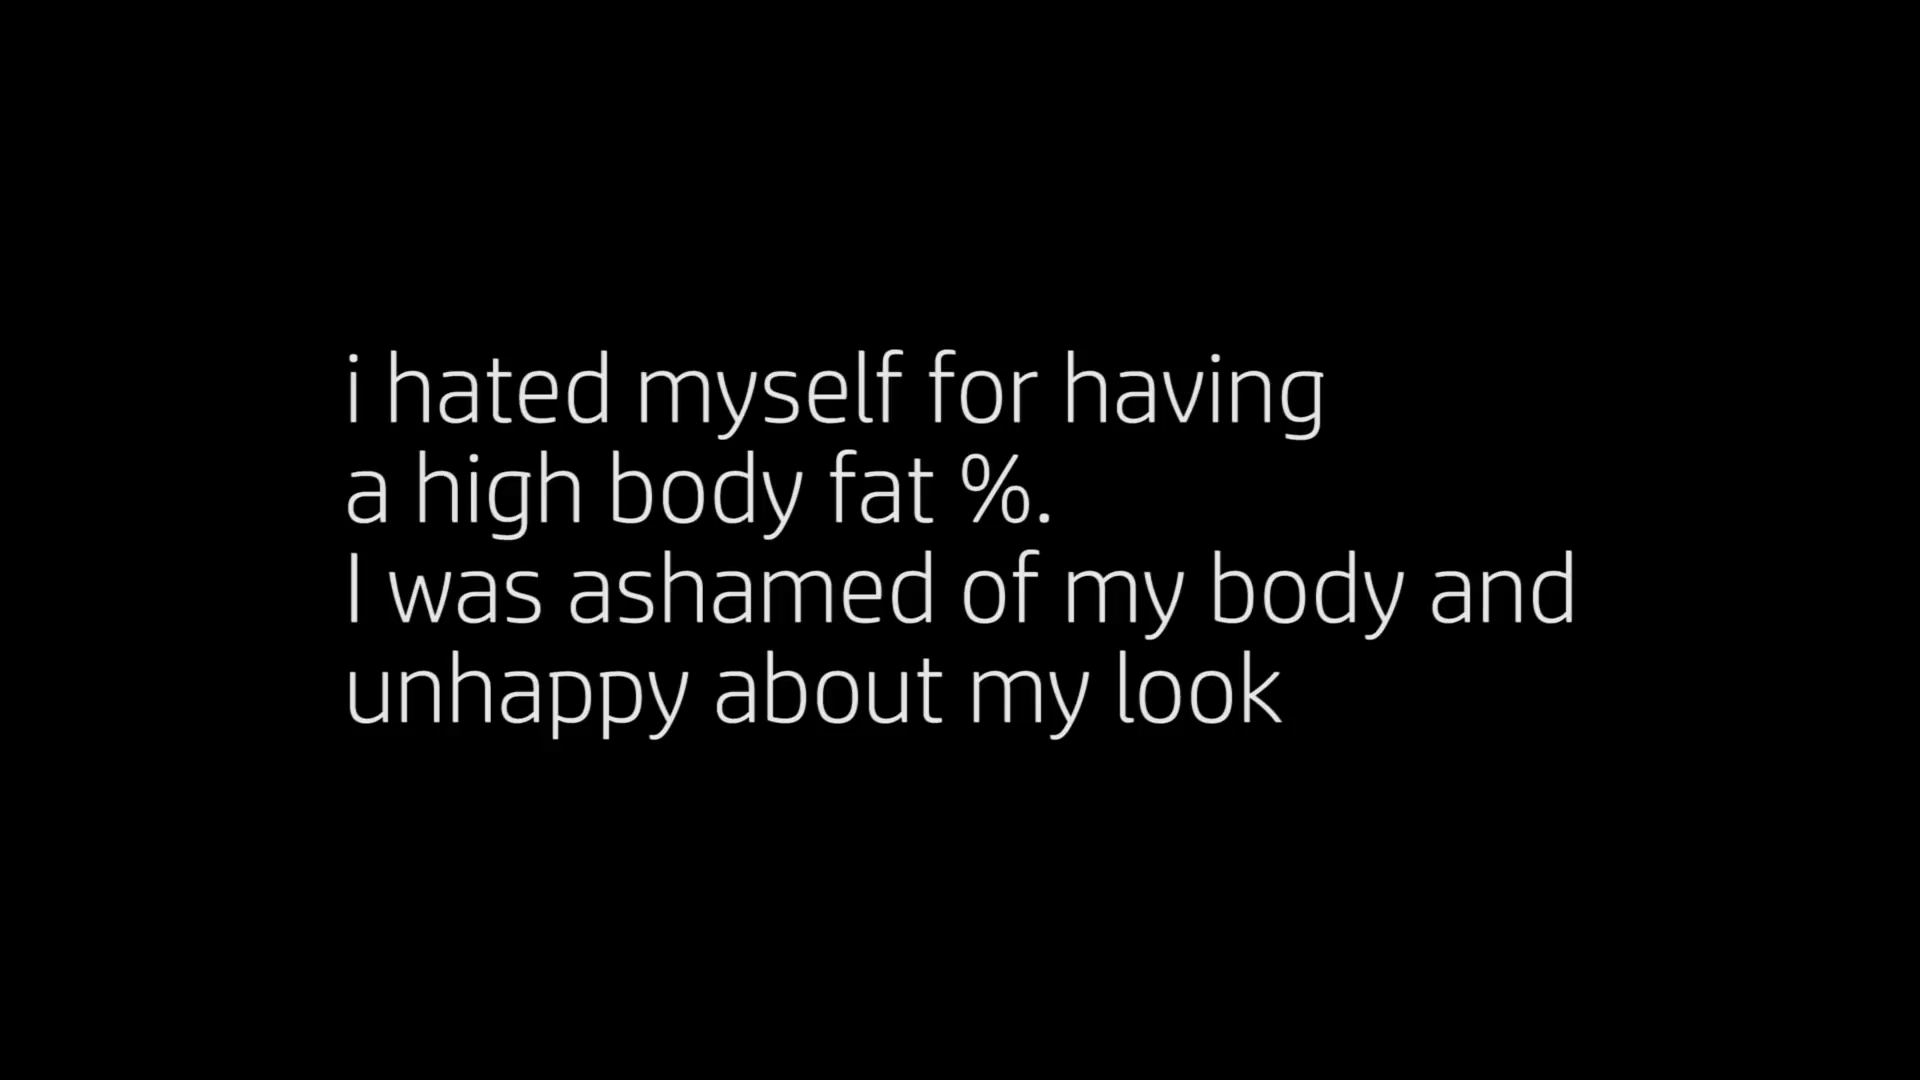 i hated myself for having
a high body fat %.
I was ashamed of my body and
unhappy about my look